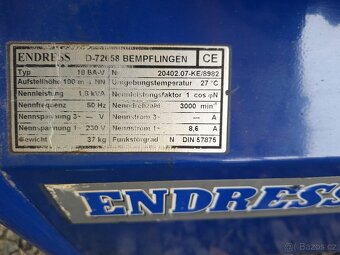 ENDRESS D-72658 BEMPFLINGEN CE
Typ 18 BA-V Nr. 20402.07-KE/8982
Aufstellhöhe 100 m ü. NN Umgebungstemperatur 27 °C
Nennleistung 1,8 kVA Nennleistungsfaktor 1 cos φN
Nennfrequenz 50 Hz Nenndrehzahl 3000 min⁻¹
Nennspannung 3~ — V Nennstrom 3~ — A
Nennspannung 1~ 230 V Nennstrom 1~ 8,6 A
Gewicht 37 kg Funkstörgrad N DIN 57875
ENDRESS
Bazos.cz